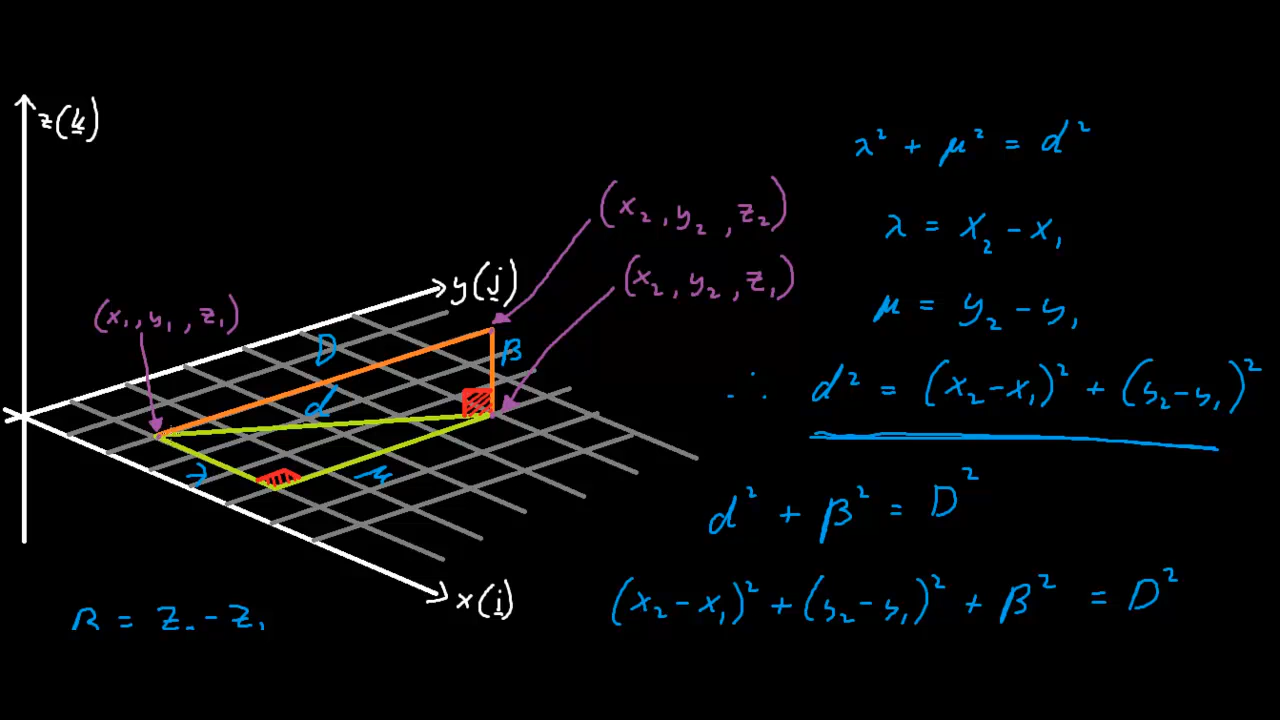 z(k)
(x₂, y₂, z₂)
(x₂, y₂, z₁)
y(j)
(x₁, y₁, z₁)
D
β
d
λ
μ
x(i)
λ² + μ² = d²
λ = x₂ - x₁
μ = y₂ - y₁
∴ d² = (x₂-x₁)² + (y₂-y₁)²
d² + β² = D²
(x₂-x₁)² + (y₂-y₁)² + β² = D²
β = z₂ - z₁